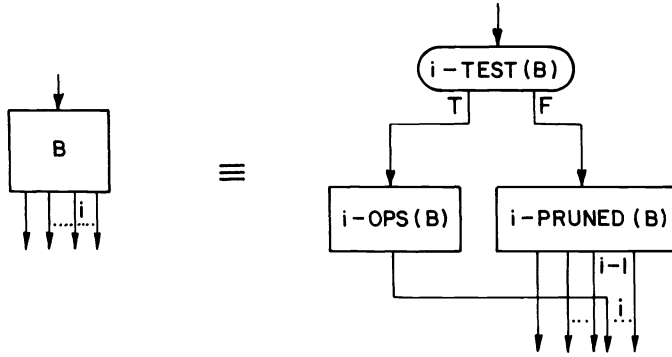 i-TEST(B)
T F
B
≡
i
i-OPS(B)
i-PRUNED(B)
i-1
i